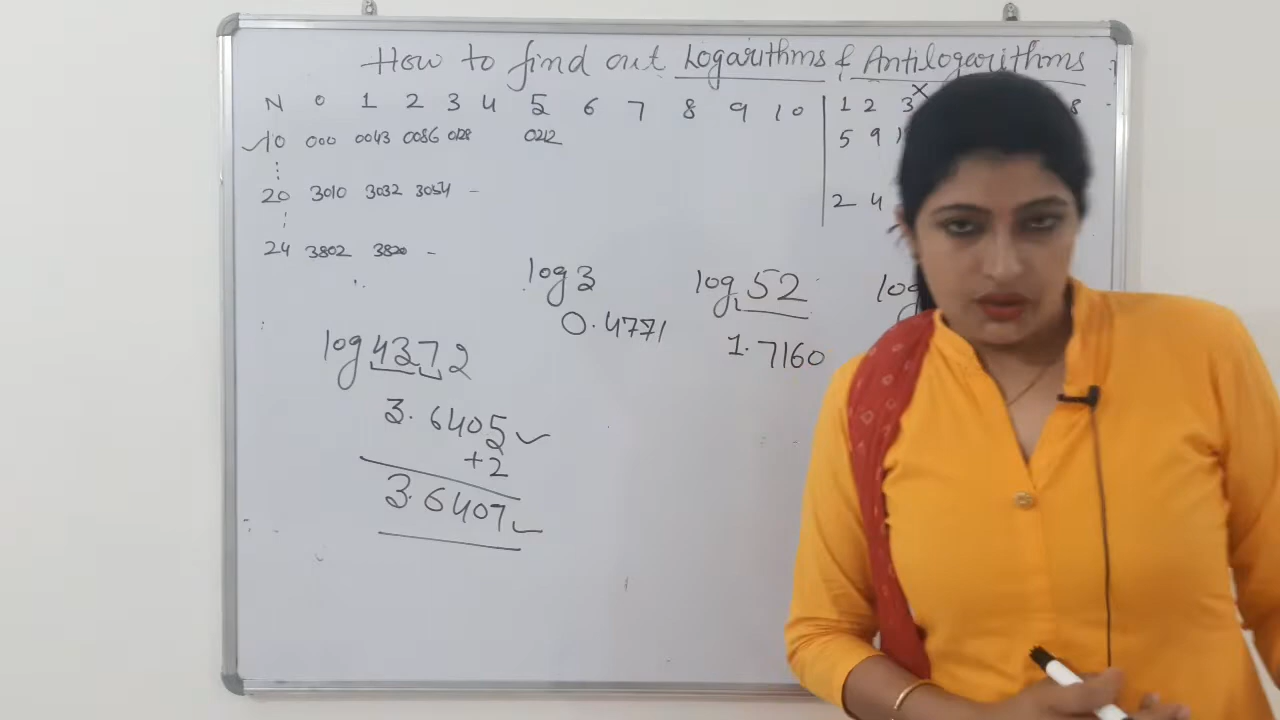 How to find out Logarithms & Antilogarithms
N 0 1 2 3 4 5 6 7 8 9 10 1 2 3 8
10 000 0043 0086 0128 0212 5 9
20 3010 3032 3054 - 2 4
24 3802 3820 -
log 3 log 52 log
0.4771 1.7160
log 4372
3.6405
+2
3.6407